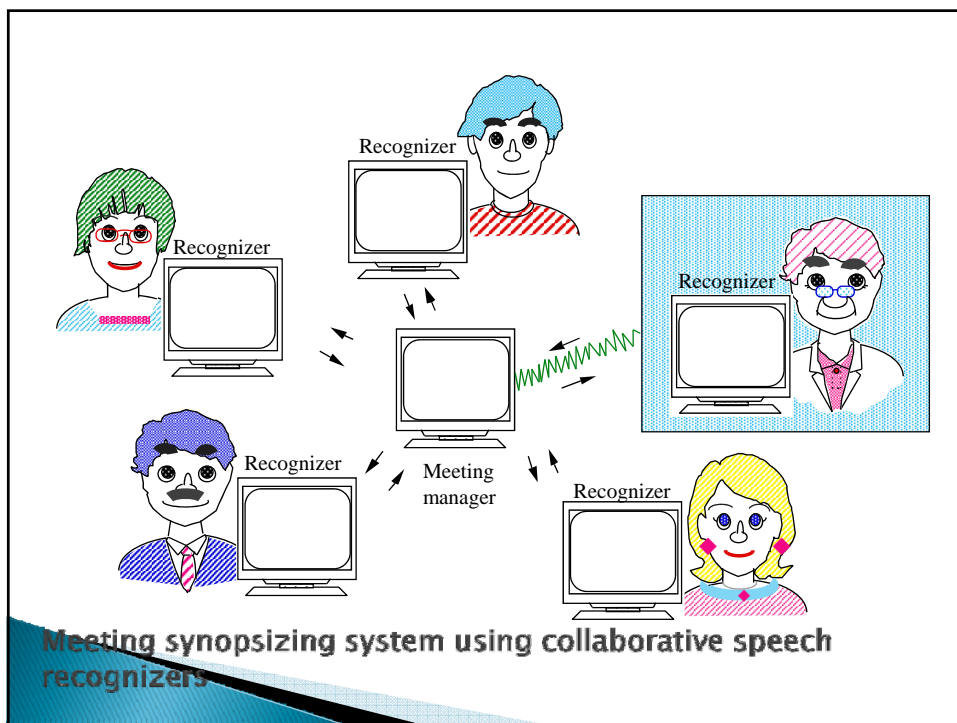 Recognizer
Recognizer
Recognizer
Recognizer
Meeting
manager
Recognizer
Meeting synopsizing system using collaborative speech
recognizers